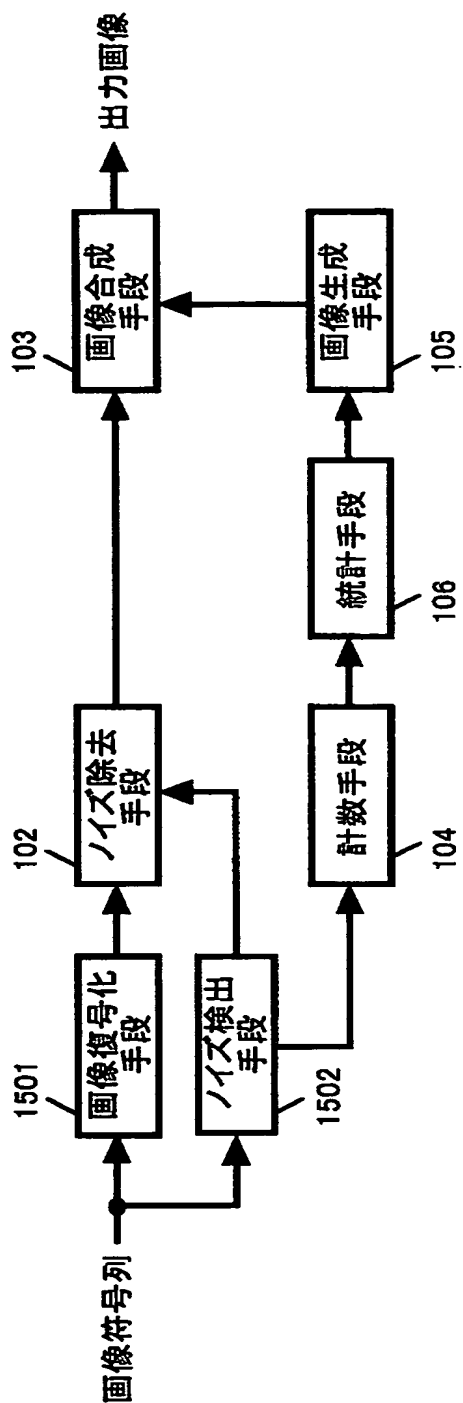 画像符号列
1501
画像復号化
手段
102
ノイズ除去
手段
103
画像合成
手段
出力画像
ノイズ検出
手段
1502
計数手段
104
統計手段
106
画像生成
手段
105